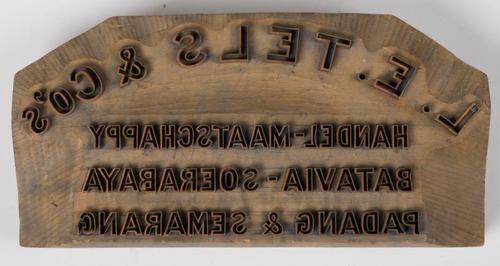 L. E. TELS & Co's
HANDEL-MAATSCHAPPY
BATAVIA - SOERABAYA
PADANG & SEMARANG